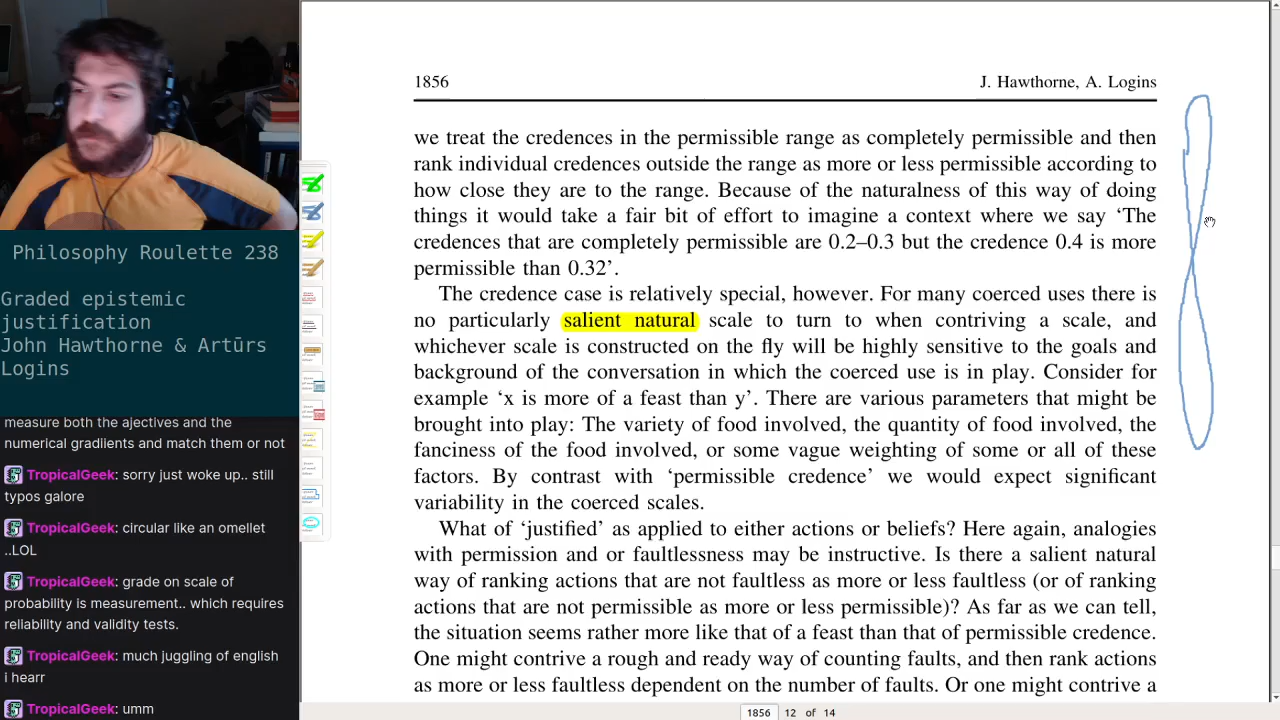 1856
J. Hawthorne, A. Logins
we treat the credences in the permissible range as completely permissible and then
rank individual credences outside the range as more or less permissible according to
how close they are to the range. Because of the naturalness of this way of doing
things it would take a fair bit of effort to imagine a context where we say ‘The
credences that are completely permissible are 0.2–0.3 but the credence 0.4 is more
permissible than 0.32’.
The credence case is relatively special, however. For many coerced uses there is
no particularly salient natural scale to turn to when contriving a scale and
whichever scale is constructed on the fly will be highly sensitive to the goals and
background of the conversation in which the coerced use is in play. Consider for
example ‘x is more of a feast than y’. There are various parameters that might be
brought into play: The variety of food involved, the quantity of food involved, the
fanciness of the food involved, or some vague weighting of some or all of these
factors. By contrast with ‘permissible credence’ we would expect significant
variability in the coerced scales.
What of ‘justified’ as applied to either actions or beliefs? Here again, analogies
with permission and or faultlessness may be instructive. Is there a salient natural
way of ranking actions that are not faultless as more or less faultless (or of ranking
actions that are not permissible as more or less permissible)? As far as we can tell,
the situation seems rather more like that of a feast than that of permissible credence.
One might contrive a rough and ready way of counting faults, and then rank actions
as more or less faultless dependent on the number of faults. Or one might contrive a
1856 12 of 14
Philosophy Roulette 238
Graded epistemic
justification
John Hawthorne & Artūrs
Logins
measure both the ajectives and the
numerical gradients and match them or not
TropicalGeek: sorry just woke up.. still
typos galore
TropicalGeek: circular like an omellet
..LOL
TropicalGeek: grade on scale of
probability is measurement.. which requires
reliability and validity tests.
TropicalGeek: much juggling of english
i hearr
TropicalGeek: umm